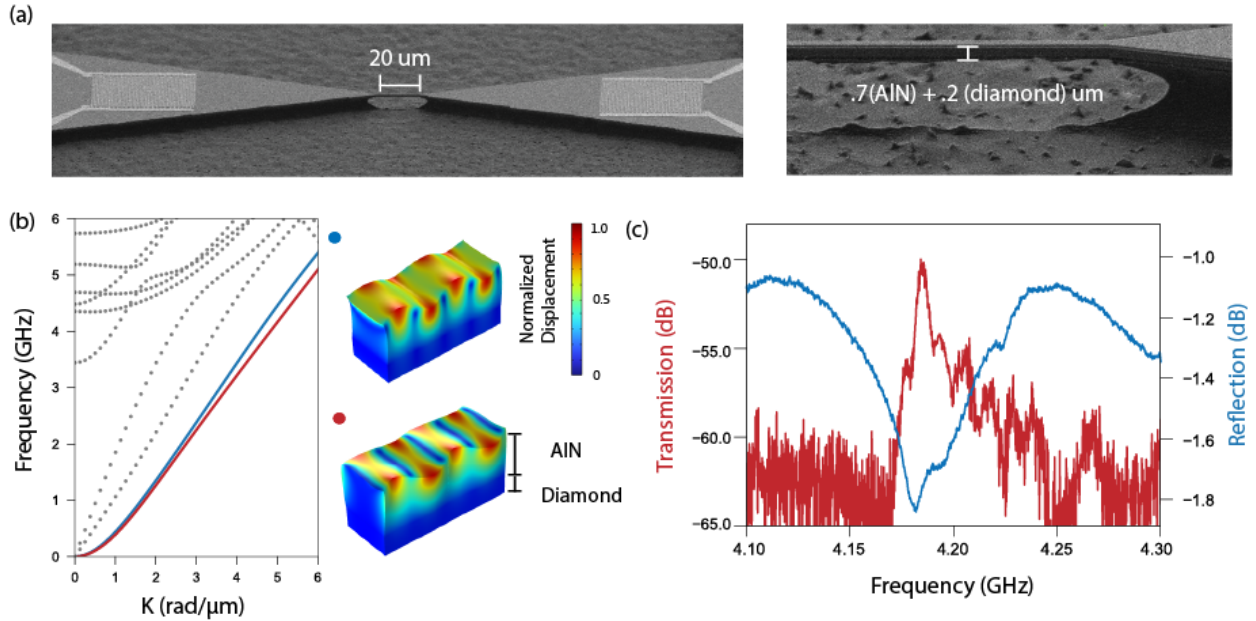 (a)
20 um
.7(AlN) + .2 (diamond) um
(b)
6
5
4
3
2
1
0
Frequency (GHz)
0 1 2 3 4 5 6
K (rad/μm)
Normalized
Displacement
1.0
0.5
0
AlN
Diamond
(c)
−50.0
−55.0
−60.0
−65.0
Transmission (dB)
−1.0
−1.2
−1.4
−1.6
−1.8
Reflection (dB)
4.10 4.15 4.20 4.25 4.30
Frequency (GHz)